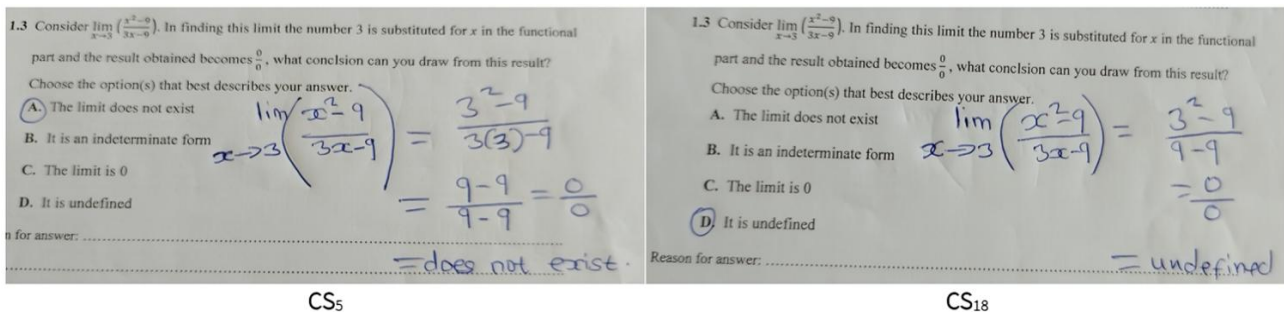 1.3 Consider lim x→3 (x²-9 / 3x-9). In finding this limit the number 3 is substituted for x in the functional
part and the result obtained becomes 0/0, what conclsion can you draw from this result?
Choose the option(s) that best describes your answer.
A. The limit does not exist
B. It is an indeterminate form
C. The limit is 0
D. It is undefined
lim x→3 (x²-9 / 3x-9) = 3²-9 / 3(3)-9
= 9-9 / 9-9 = 0/0
n for answer:
= does not exist.
CS5
1.3 Consider lim x→3 (x²-9 / 3x-9). In finding this limit the number 3 is substituted for x in the functional
part and the result obtained becomes 0/0, what conclsion can you draw from this result?
Choose the option(s) that best describes your answer.
A. The limit does not exist
B. It is an indeterminate form
C. The limit is 0
D. It is undefined
lim x→3 (x²-9 / 3x-9) = 3²-9 / 9-9
= 0/0
Reason for answer:
= undefined
CS18